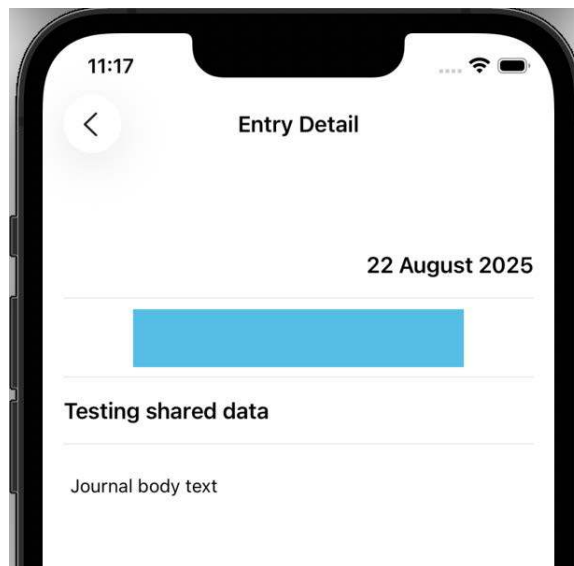 11:17
Entry Detail
22 August 2025
Testing shared data
Journal body text